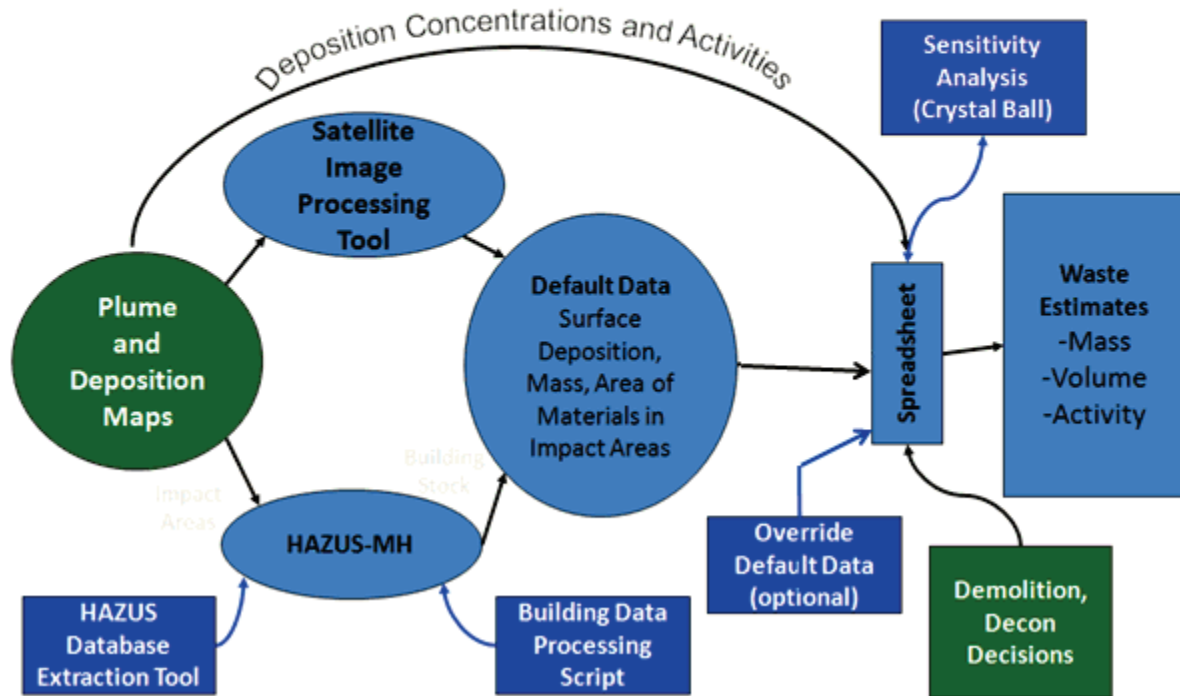 Deposition Concentrations and Activities
Sensitivity
Analysis
(Crystal Ball)
Satellite
Image
Processing
Tool
Plume
and
Deposition
Maps
Default Data
Surface
Deposition,
Mass, Area of
Materials in
Impact Areas
Spreadsheet
Waste
Estimates
-Mass
-Volume
-Activity
Impact
Areas
Building
Stock
HAZUS-MH
HAZUS
Database
Extraction Tool
Building Data
Processing
Script
Override
Default Data
(optional)
Demolition,
Decon
Decisions